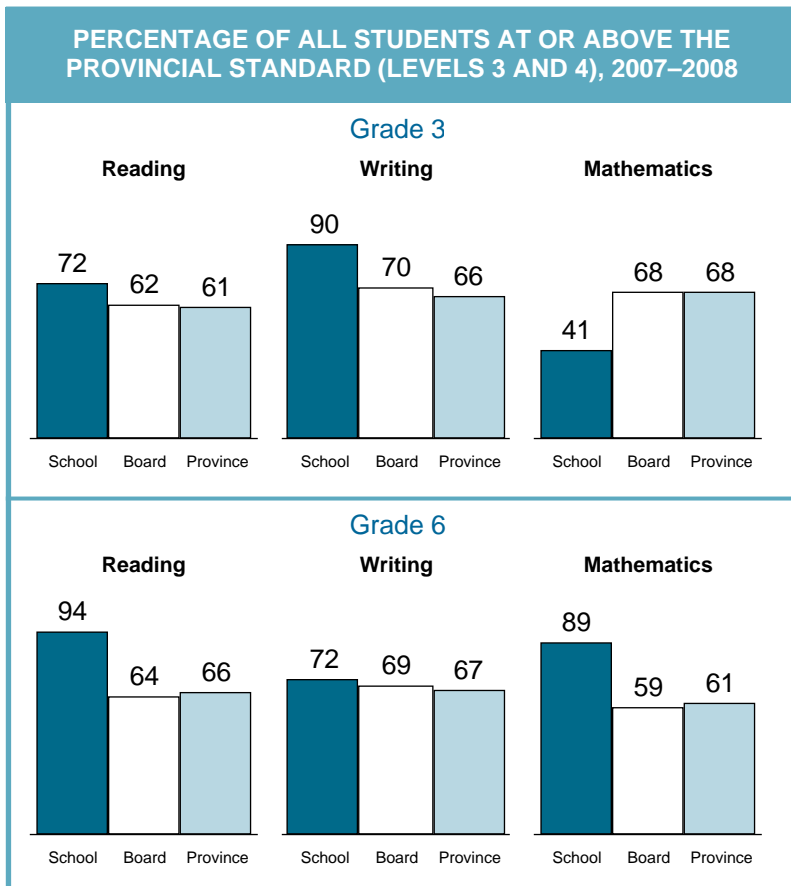 PERCENTAGE OF ALL STUDENTS AT OR ABOVE THE
PROVINCIAL STANDARD (LEVELS 3 AND 4), 2007–2008
Grade 3
Reading Writing Mathematics
72 62 61 90 70 66 41 68 68
School Board Province School Board Province School Board Province
Grade 6
Reading Writing Mathematics
94 64 66 72 69 67 89 59 61
School Board Province School Board Province School Board Province